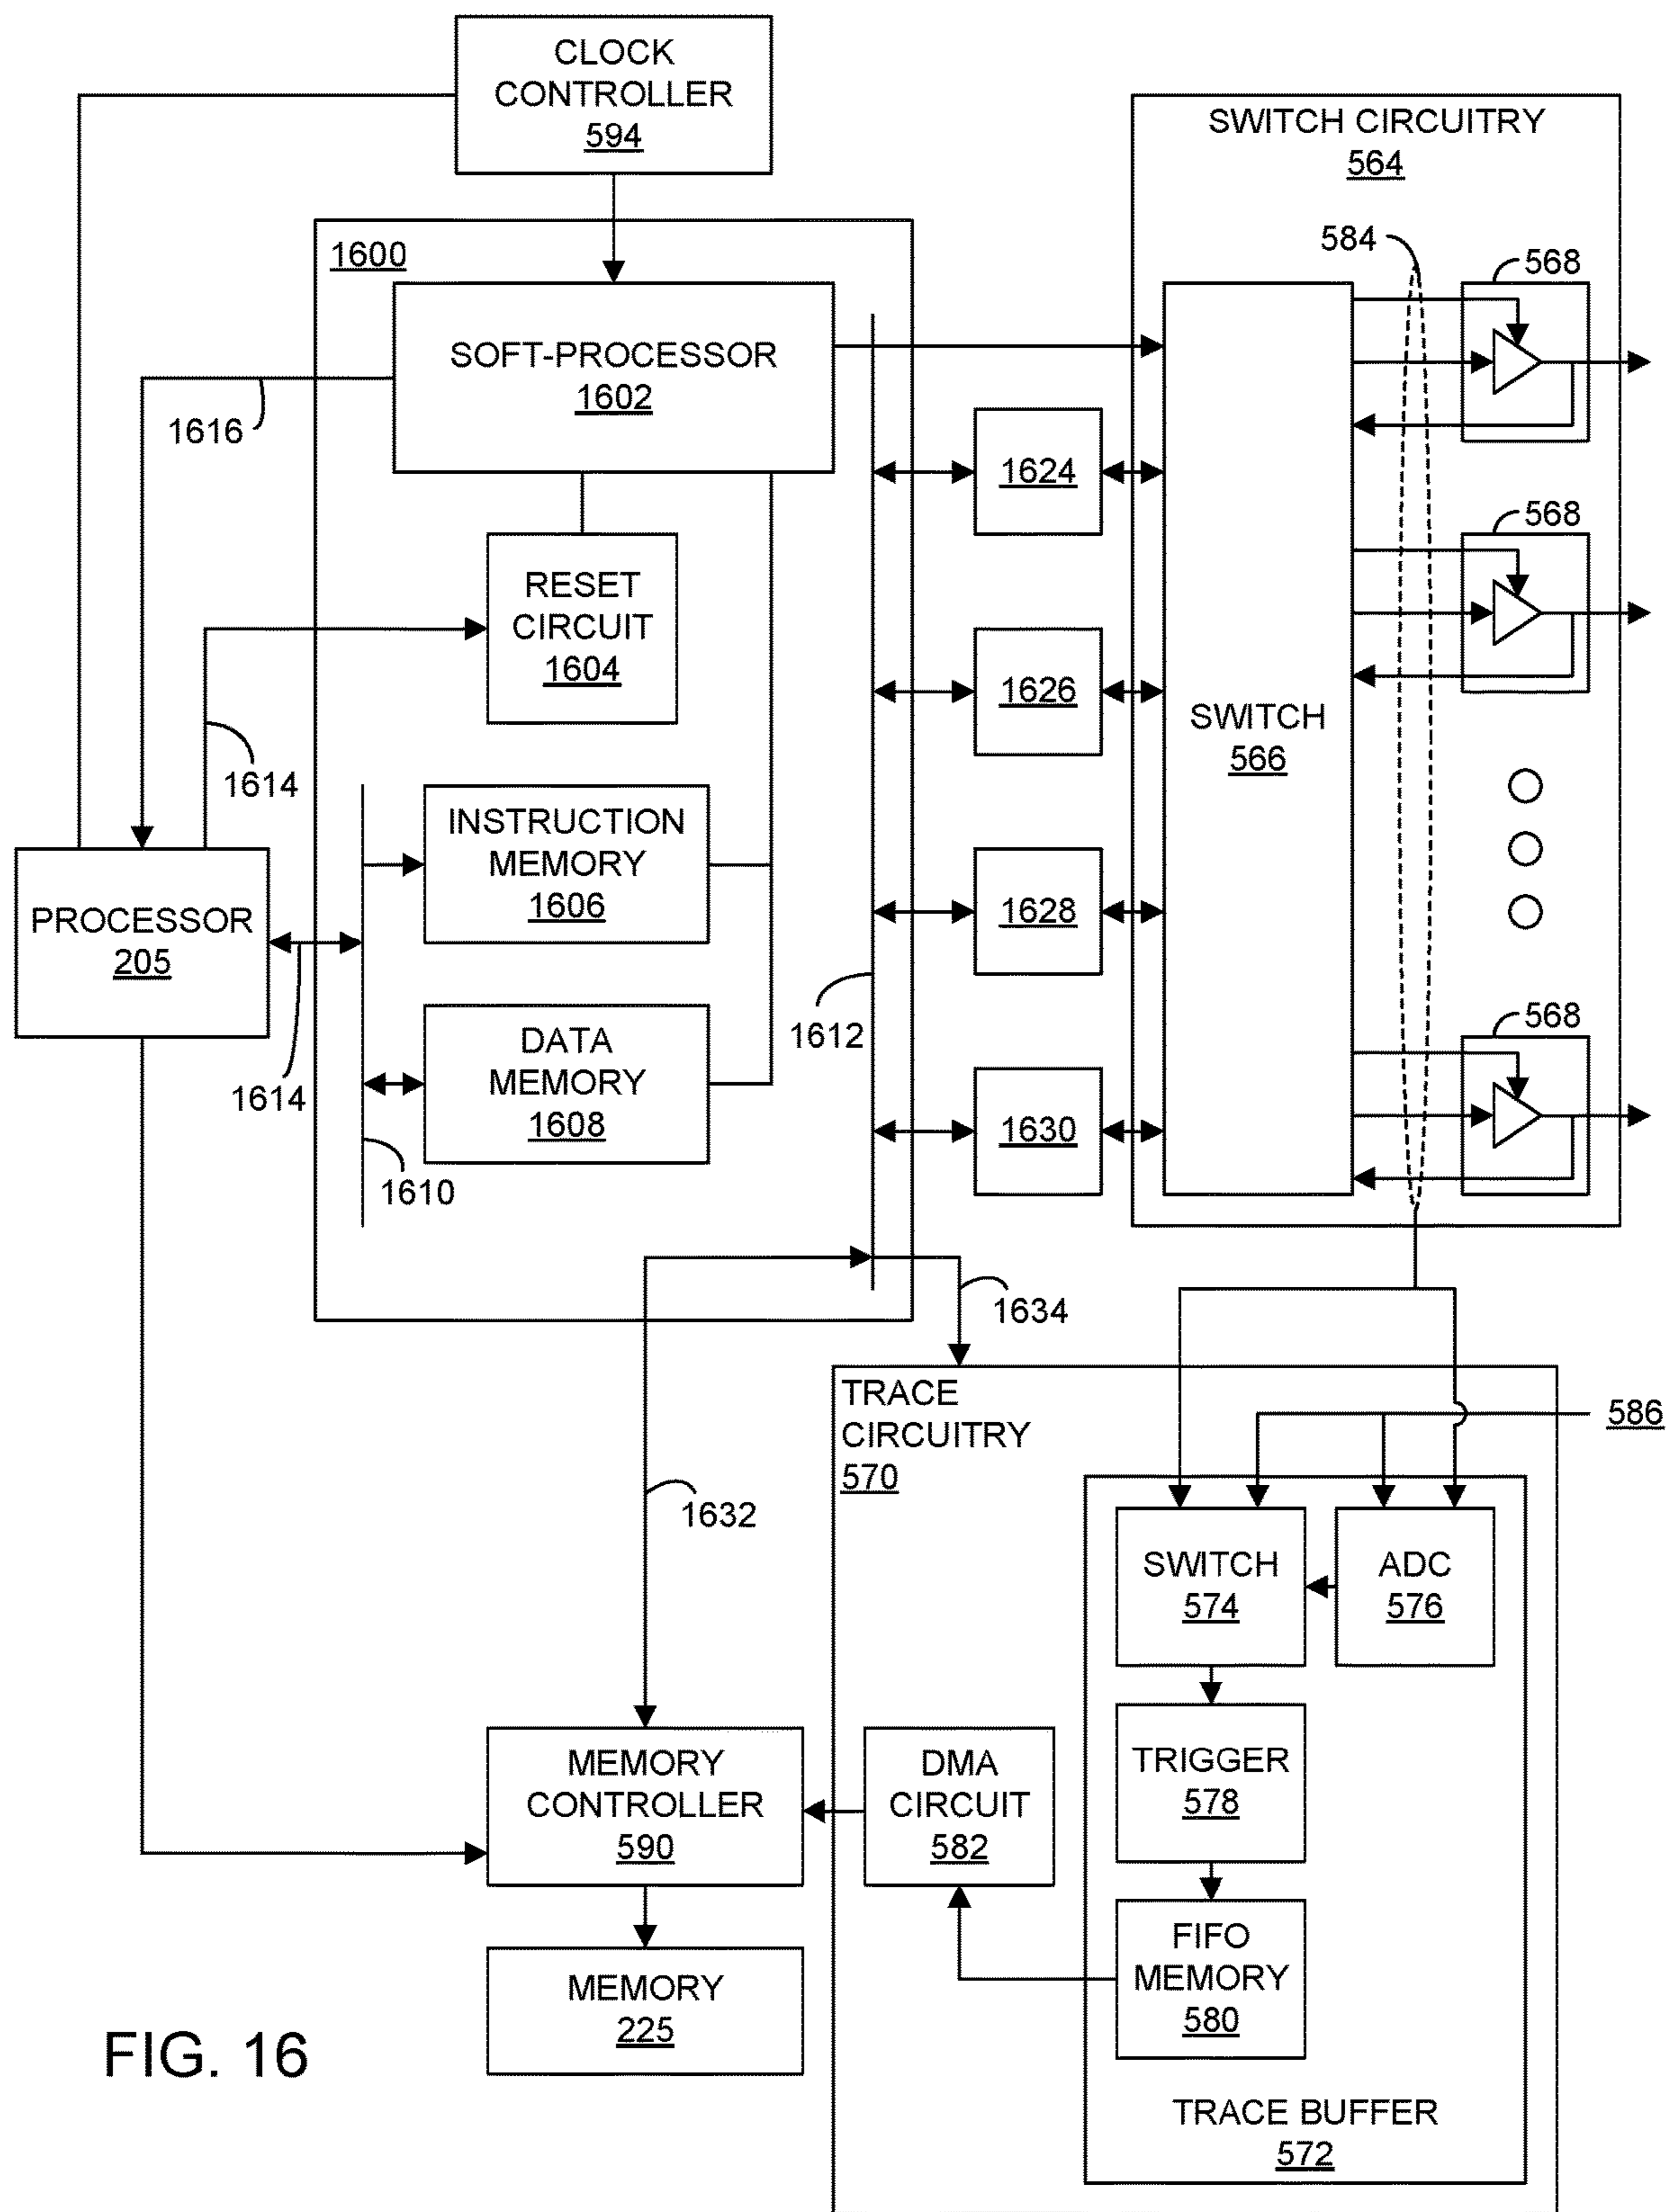 CLOCK
CONTROLLER
594
SWITCH CIRCUITRY
564
1600
584
568
SOFT-PROCESSOR
1602
1616
1624
568
RESET
CIRCUIT
1604
1626
SWITCH
566
1614
INSTRUCTION
MEMORY
1606
1628
PROCESSOR
205
1612
568
DATA
MEMORY
1608
1614
1630
1610
1634
TRACE
CIRCUITRY
570
586
1632
SWITCH
574
ADC
576
MEMORY
CONTROLLER
590
DMA
CIRCUIT
582
TRIGGER
578
MEMORY
225
FIFO
MEMORY
580
FIG. 16
TRACE BUFFER
572